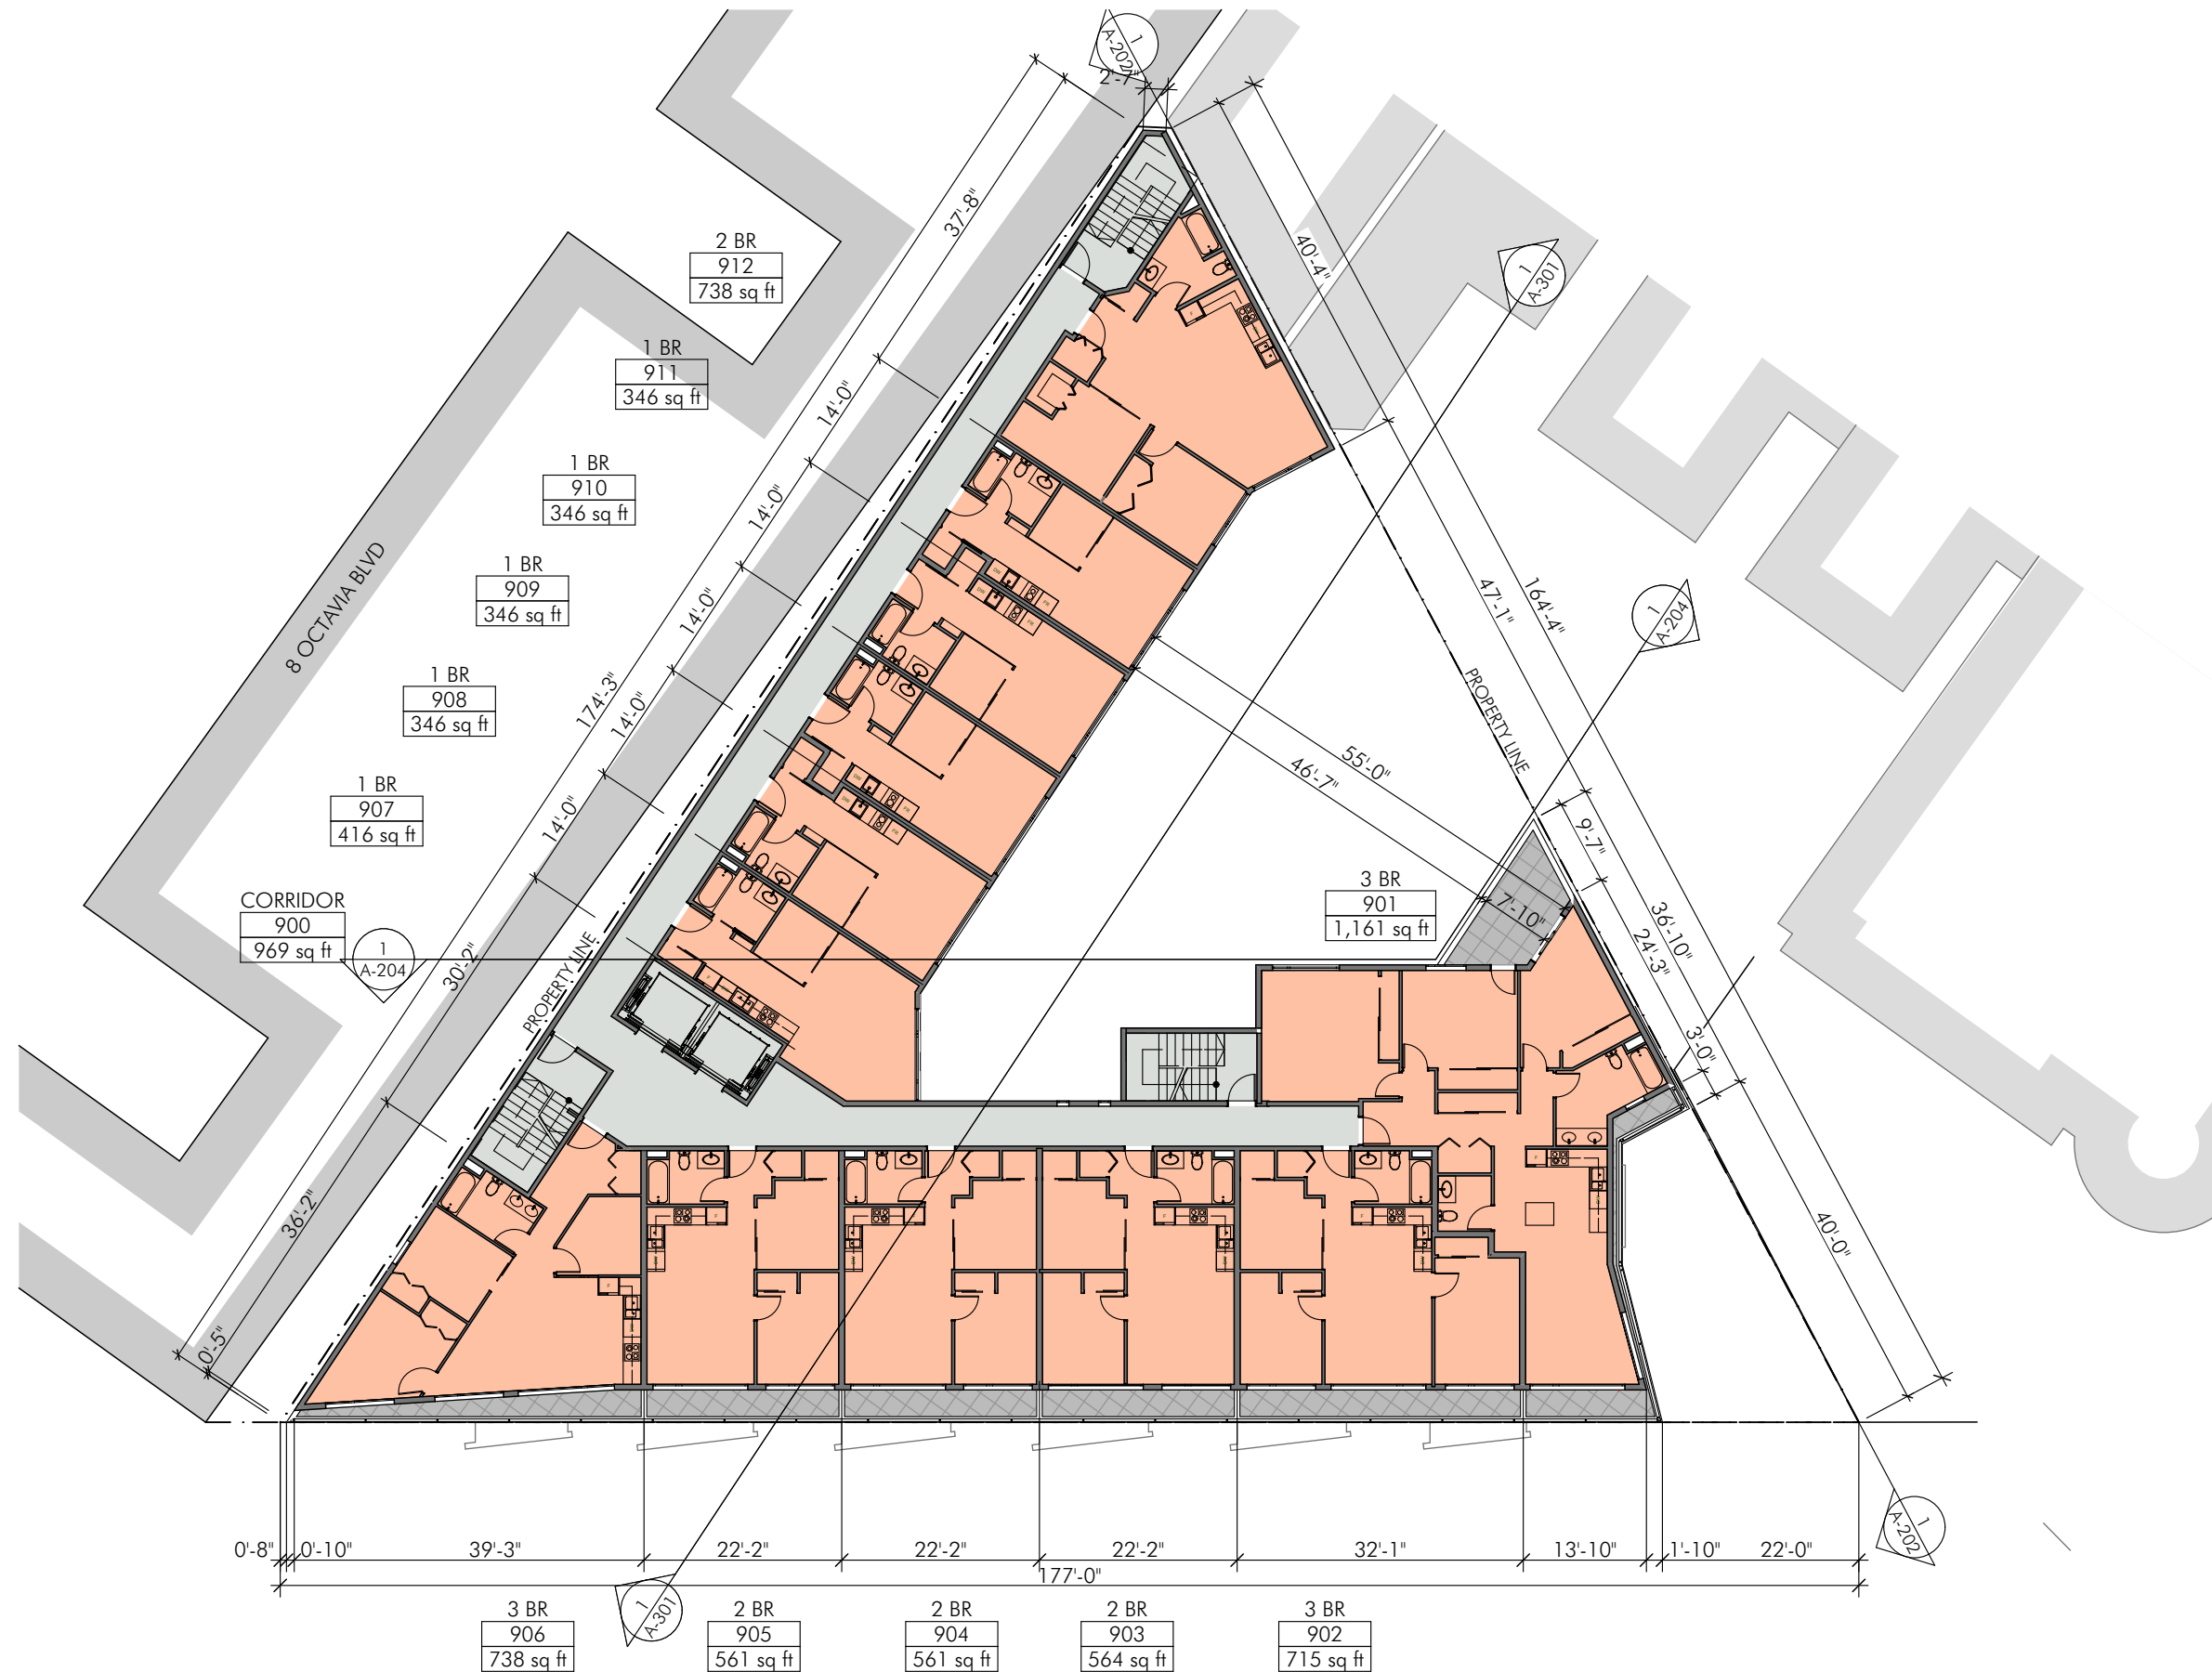 1
A-202
2'-7"
37'-8"
40'-4"
1
A-301
2 BR
912
738 sq ft
1 BR
911
346 sq ft
14'-0"
1 BR
910
346 sq ft
14'-0"
1 BR
909
346 sq ft
14'-0"
8 OCTAVIA BLVD
47'-1"
164'-4"
1
A-204
1 BR
908
346 sq ft
174'-3"
14'-0"
PROPERTY LINE
55'-0"
46'-7"
1 BR
907
416 sq ft
14'-0"
9'-7"
3 BR
901
1,161 sq ft
7'-10"
CORRIDOR
900
969 sq ft
1
A-204
30'-2"
PROPERTY LINE
36'-10"
24'-3"
3'-0"
36'-2"
40'-0"
0'-5"
1
A-202
0'-8"
0'-10"
39'-3"
22'-2"
22'-2"
22'-2"
32'-1"
13'-10"
1'-10"
22'-0"
177'-0"
1
A-301
3 BR
906
738 sq ft
2 BR
905
561 sq ft
2 BR
904
561 sq ft
2 BR
903
564 sq ft
3 BR
902
715 sq ft